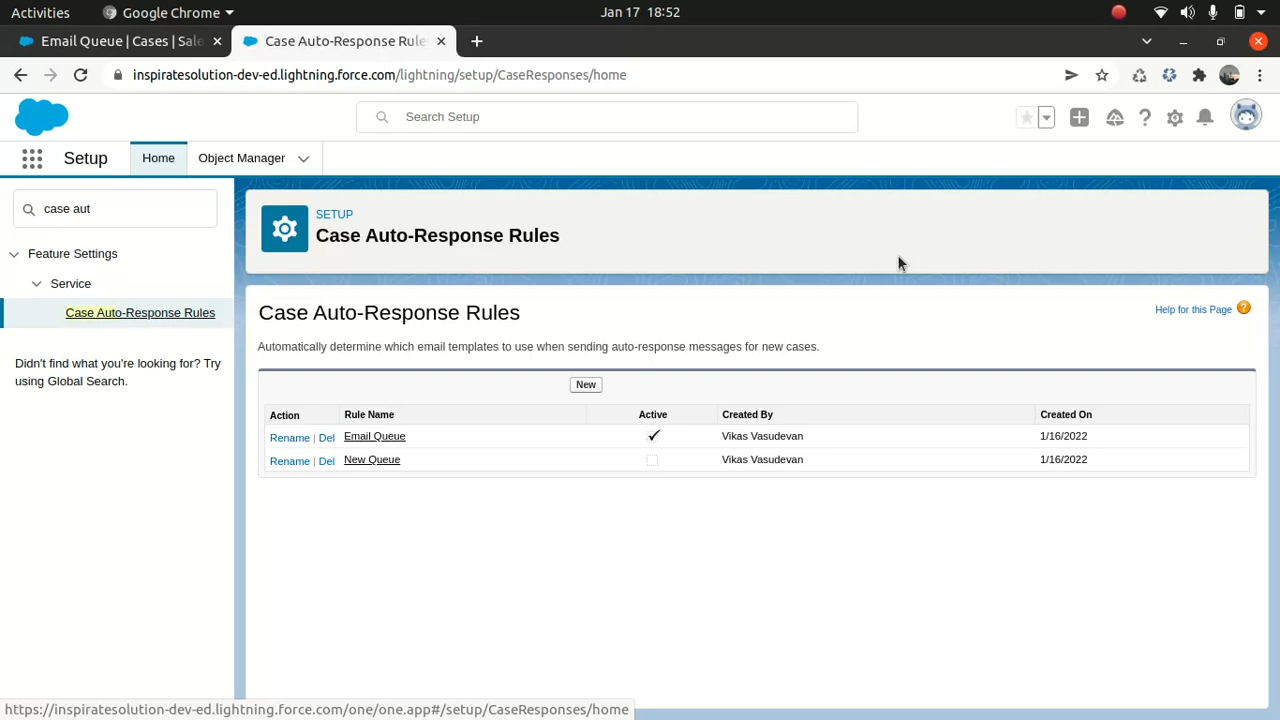 Activities Google Chrome Jan 17 18:52
Email Queue | Cases | Sale Case Auto-Response Rule
inspiratesolution-dev-ed.lightning.force.com/lightning/setup/CaseResponses/home
Search Setup
Setup Home Object Manager
case aut
SETUP
Case Auto-Response Rules
Feature Settings
Service
Case Auto-Response Rules
Didn't find what you're looking for? Try
using Global Search.
Case Auto-Response Rules
Help for this Page ?
Automatically determine which email templates to use when sending auto-response messages for new cases.
New
Action Rule Name Active Created By Created On
Rename | Del Email Queue Vikas Vasudevan 1/16/2022
Rename | Del New Queue Vikas Vasudevan 1/16/2022
https://inspiratesolution-dev-ed.lightning.force.com/one/one.app#/setup/CaseResponses/home